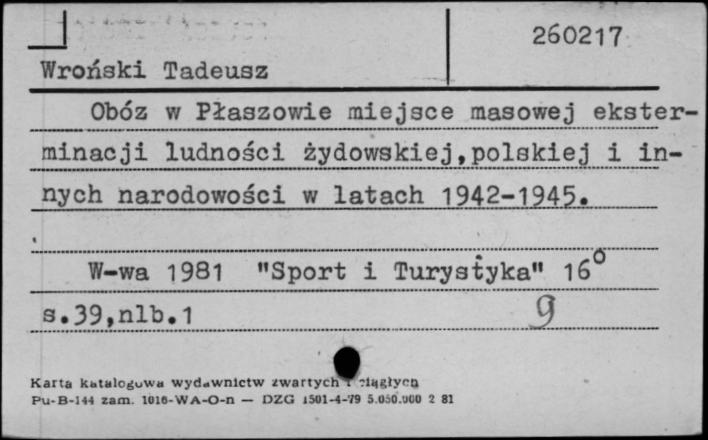 260217
Wroński Tadeusz
Obóz w Płaszowie miejsce masowej ekster-
minacji ludności żydowskiej,polskiej i in-
nych narodowości w latach 1942-1945.
W-wa 1981 "Sport i Turystyka" 16°
s.39,nlb.1 9
Karta katalogowa wydawnictw zwartych i ciągłych
Pu-B-144 zam. 1016-WA-O-n — DZG 1501-4-79 5.050.000 2 81